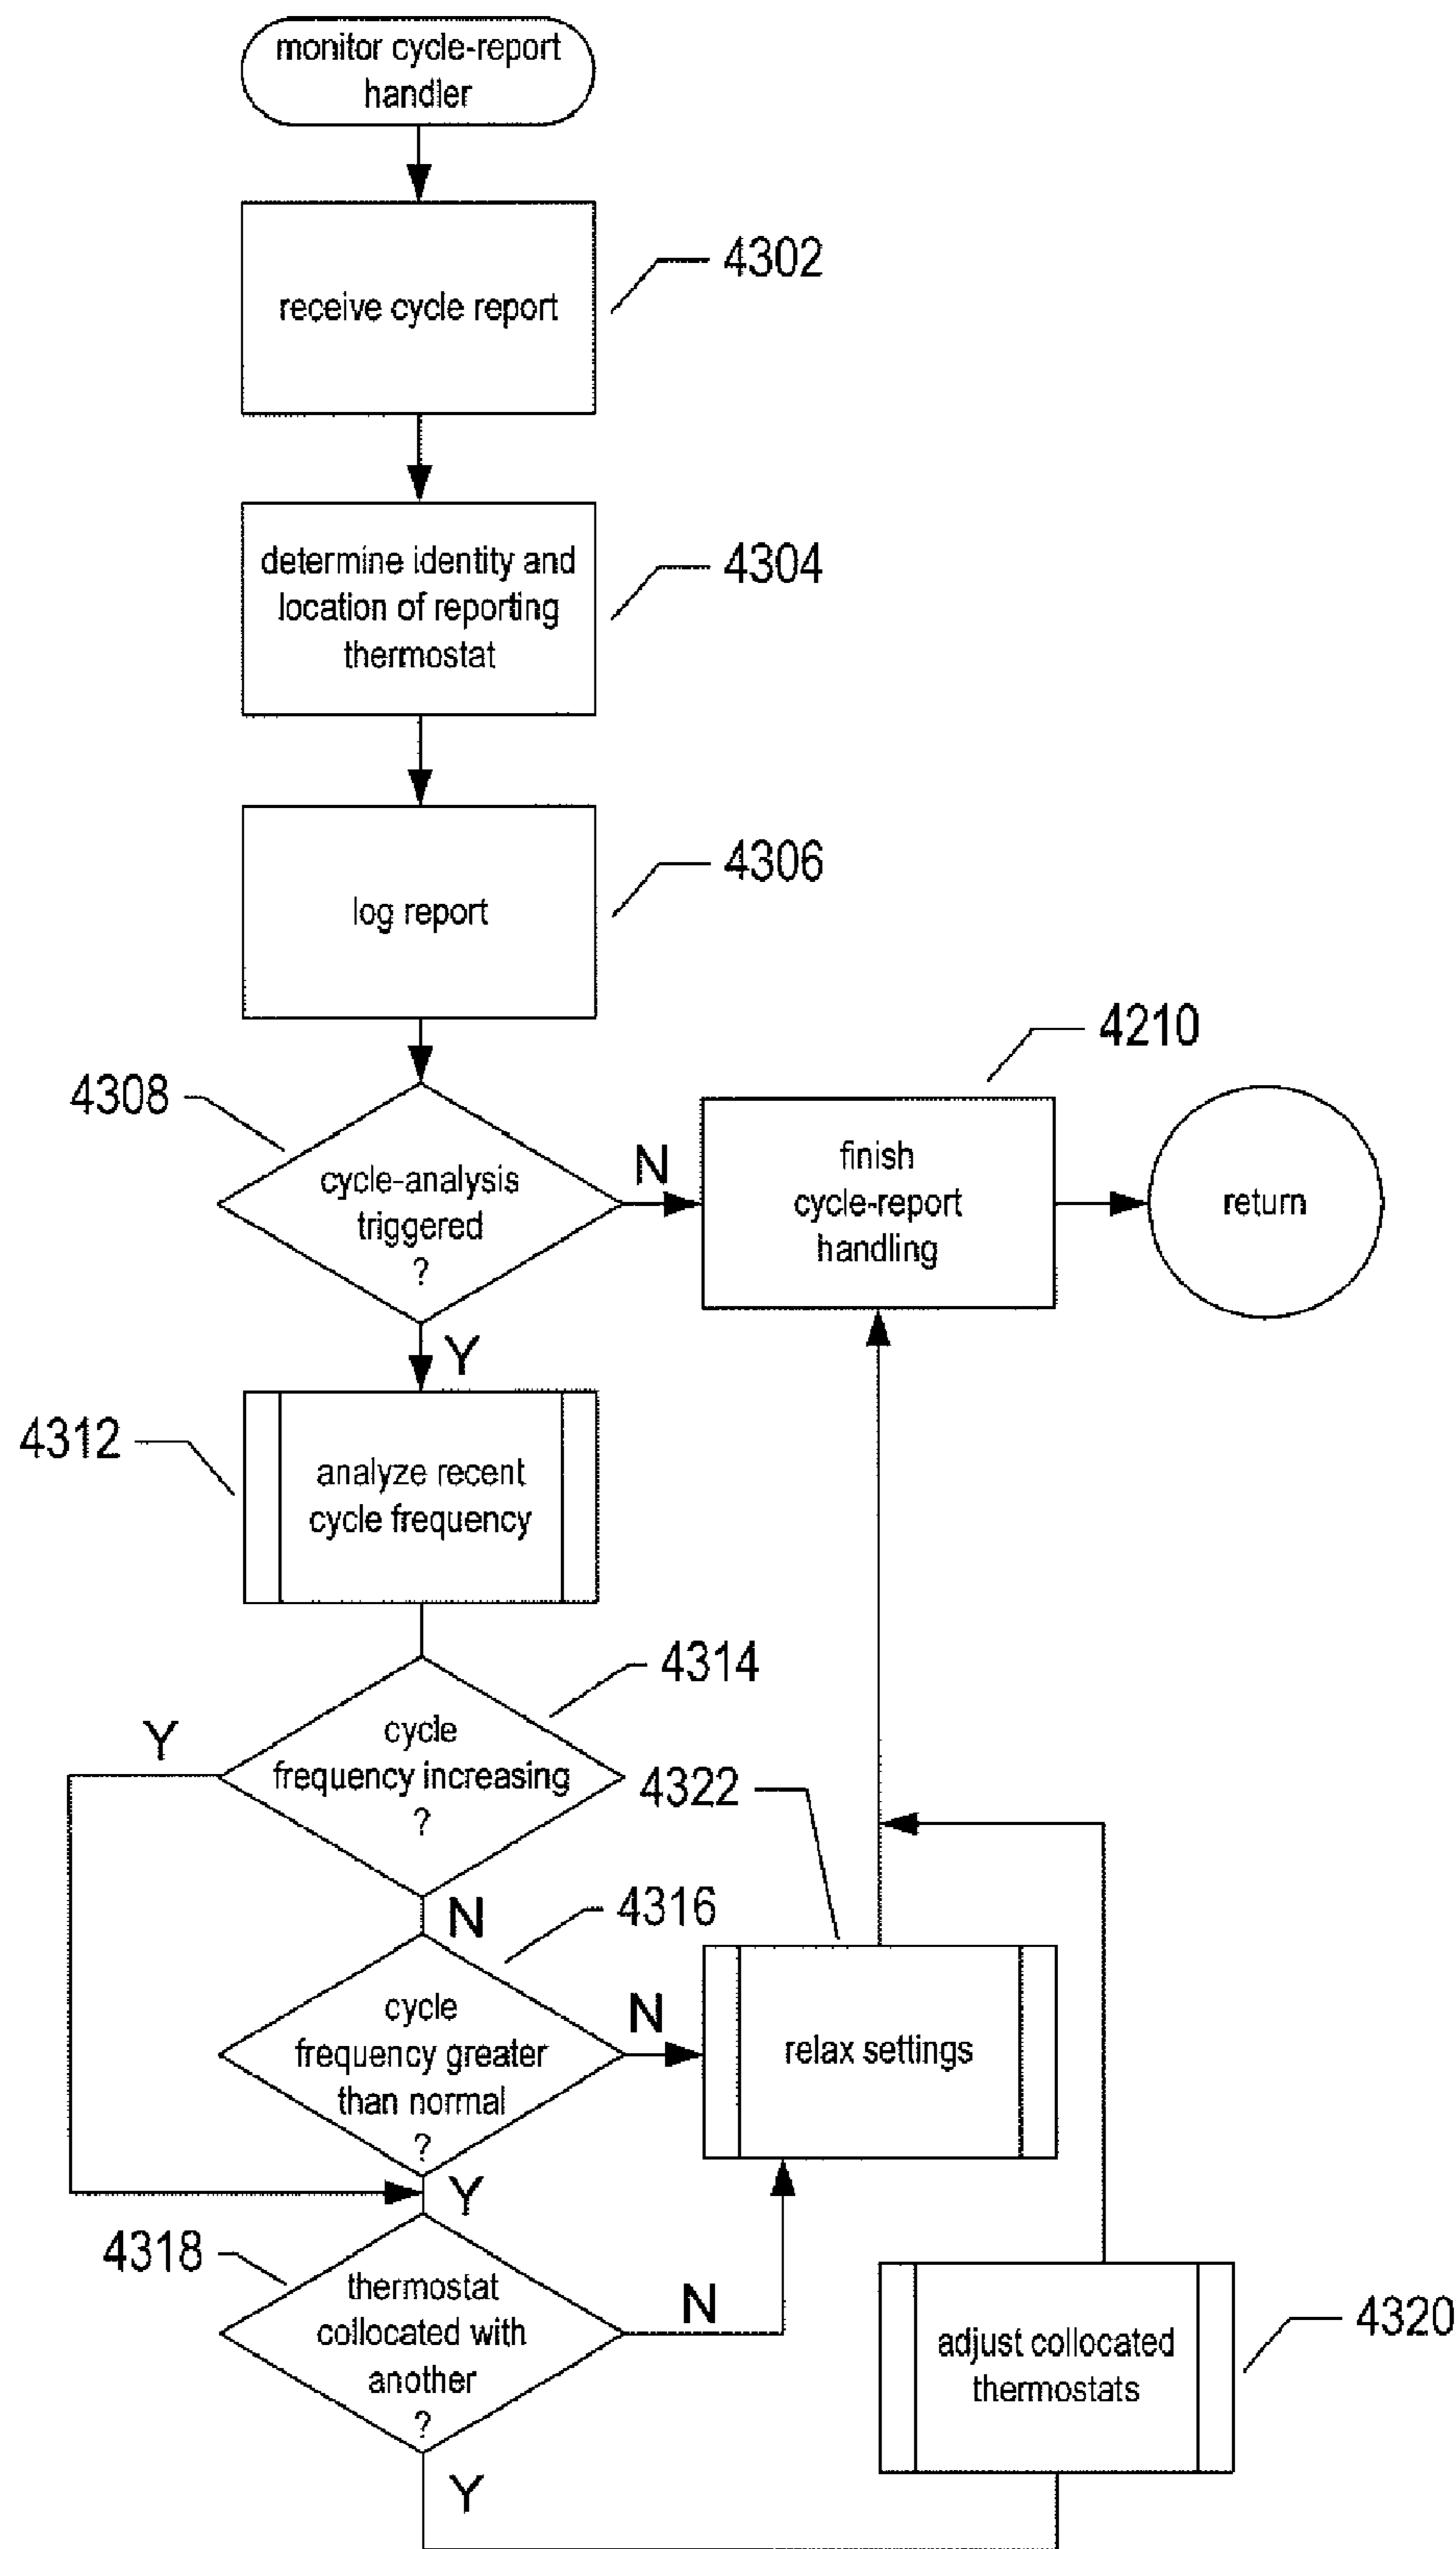 monitor cycle-report
handler
4302
receive cycle report
4304
determine identity and
location of reporting
thermostat
4306
log report
4210
4308
cycle-analysis
triggered
?
N
finish
cycle-report
handling
return
Y
4312
analyze recent
cycle frequency
4314
Y
cycle
frequency increasing
?
4322
N
4316
cycle
frequency greater
than normal
?
N
relax settings
Y
4318
thermostat
collocated with
another
?
N
4320
adjust collocated
thermostats
Y